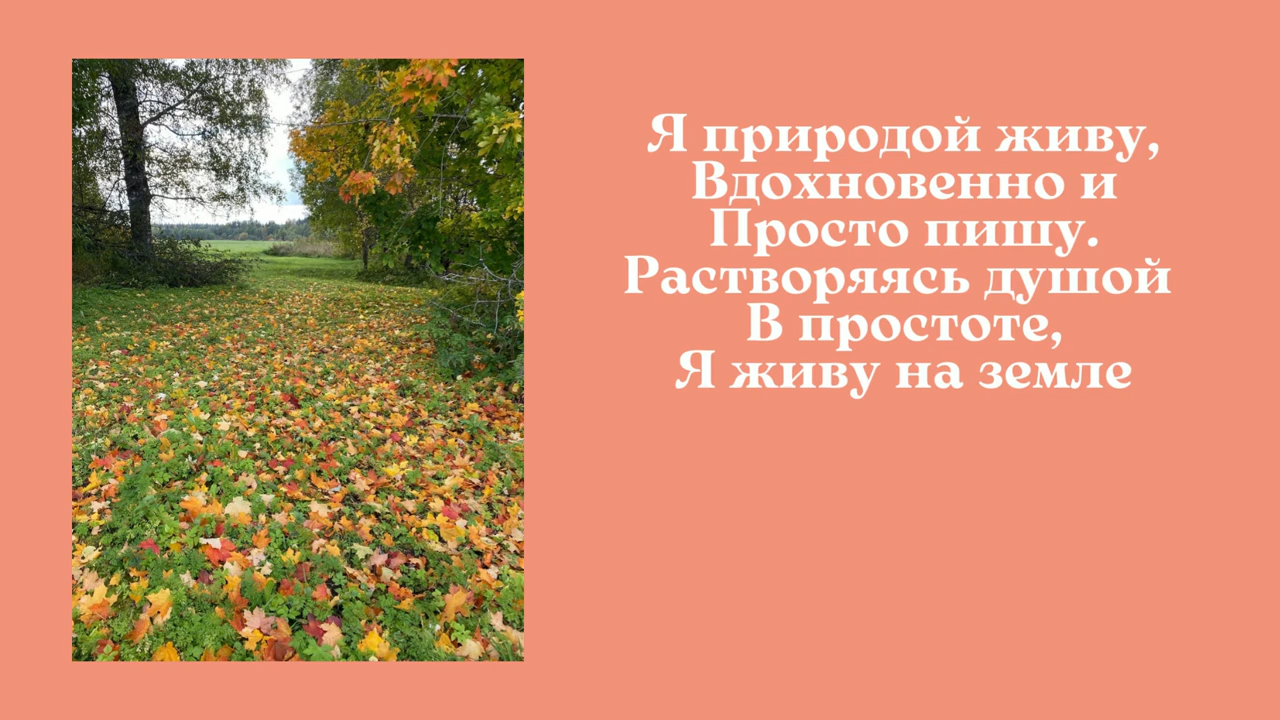 Я природой живу,
Вдохновенно и
Просто пишу.
Растворяясь душой
В простоте,
Я живу на земле